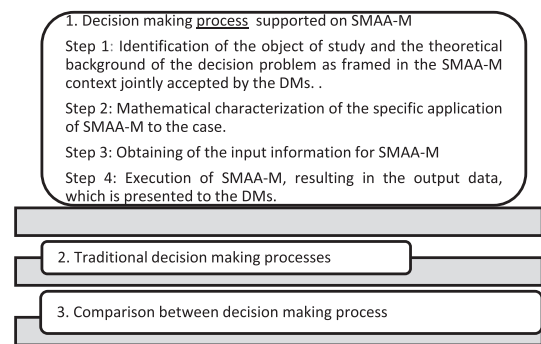 1. Decision making process supported on SMAA-M
Step 1: Identification of the object of study and the theoretical
background of the decision problem as framed in the SMAA-M
context jointly accepted by the DMs. .
Step 2: Mathematical characterization of the specific application
of SMAA-M to the case.
Step 3: Obtaining of the input information for SMAA-M
Step 4: Execution of SMAA-M, resulting in the output data,
which is presented to the DMs.
2. Traditional decision making processes
3. Comparison between decision making process